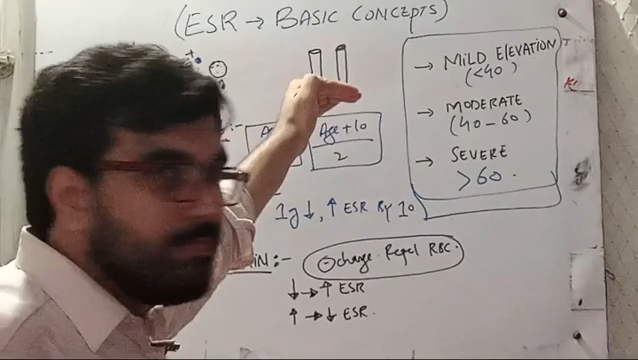 (ESR → BASIC CONCEPTS)
→ MILD ELEVATION
(<40)
→ MODERATE
(40-60)
→ SEVERE
>60.
:-
A
Age+10
2
1g ↓, ↑ ESR By 10
:-
⊖ charge. Repel RBC.
↓ → ↑ ESR
↑ → ↓ ESR.